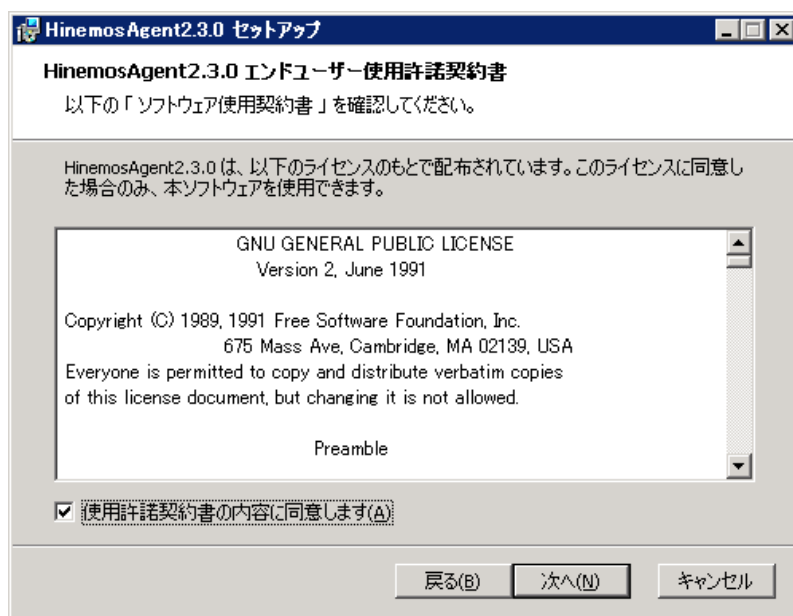 HinemosAgent2.3.0 セットアップ
HinemosAgent2.3.0 エンドユーザー使用許諾契約書
以下の「 ソフトウェア使用契約書 」を確認してください。
HinemosAgent2.3.0 は、以下のライセンスのもとで配布されています。このライセンスに同意し
た場合のみ、本ソフトウェアを使用できます。
GNU GENERAL PUBLIC LICENSE
Version 2, June 1991
Copyright (C) 1989, 1991 Free Software Foundation, Inc.
675 Mass Ave, Cambridge, MA 02139, USA
Everyone is permitted to copy and distribute verbatim copies
of this license document, but changing it is not allowed.
Preamble
使用許諾契約書の内容に同意します(A)
戻る(B) 次へ(N) キャンセル